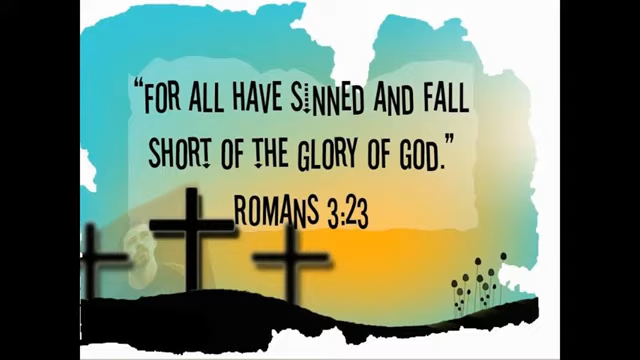 “FOR ALL HAVE SINNED AND FALL
SHORT OF THE GLORY OF GOD.”
ROMANS 3:23